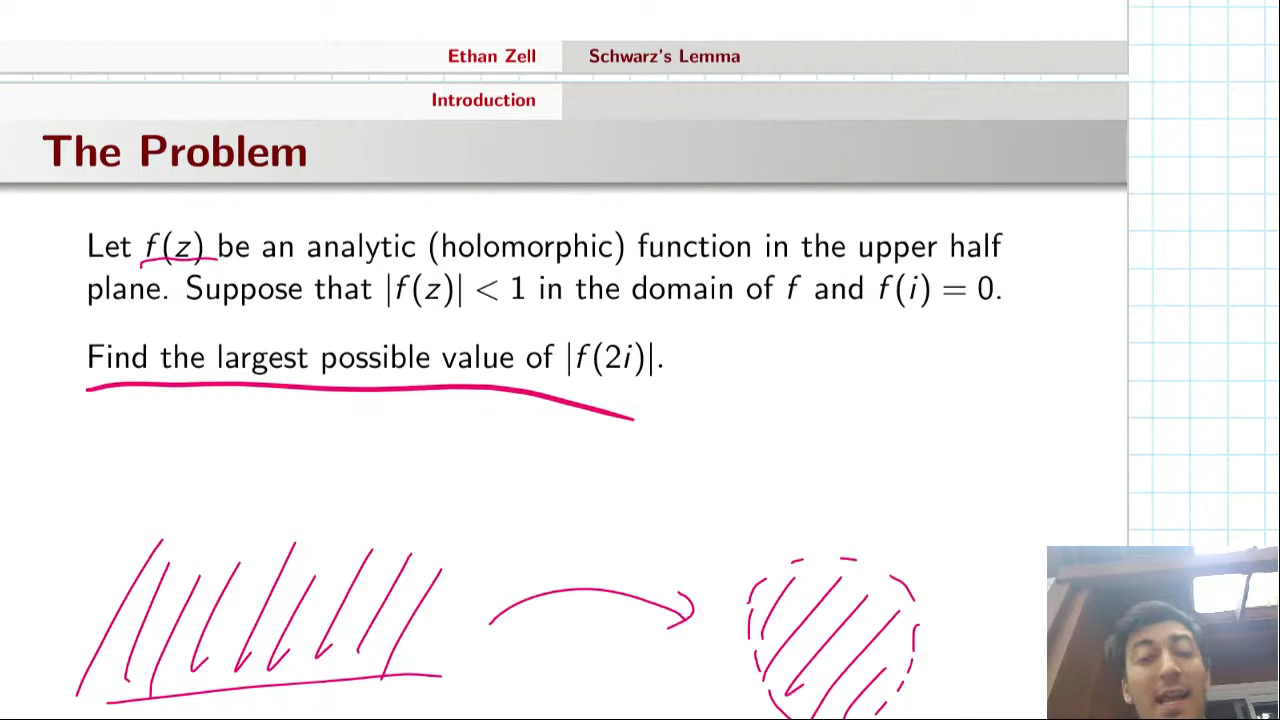 Ethan Zell
Schwarz's Lemma
Introduction
The Problem
Let f(z) be an analytic (holomorphic) function in the upper half
plane. Suppose that |f(z)| < 1 in the domain of f and f(i) = 0.
Find the largest possible value of |f(2i)|.